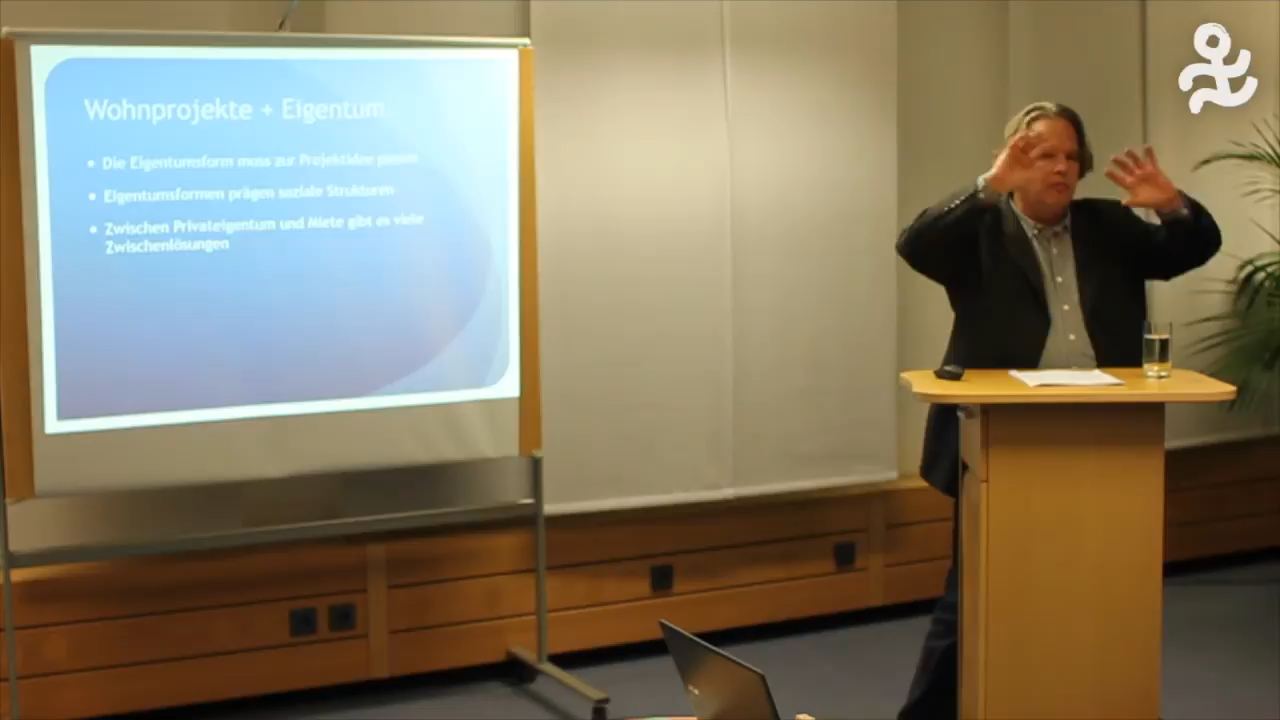 Wohnprojekte + Eigentum
• Die Eigentumsform muss zur Projektidee passen
• Eigentumsformen prägen soziale Strukturen
• Zwischen Privateigentum und Miete gibt es viele
Zwischenlösungen